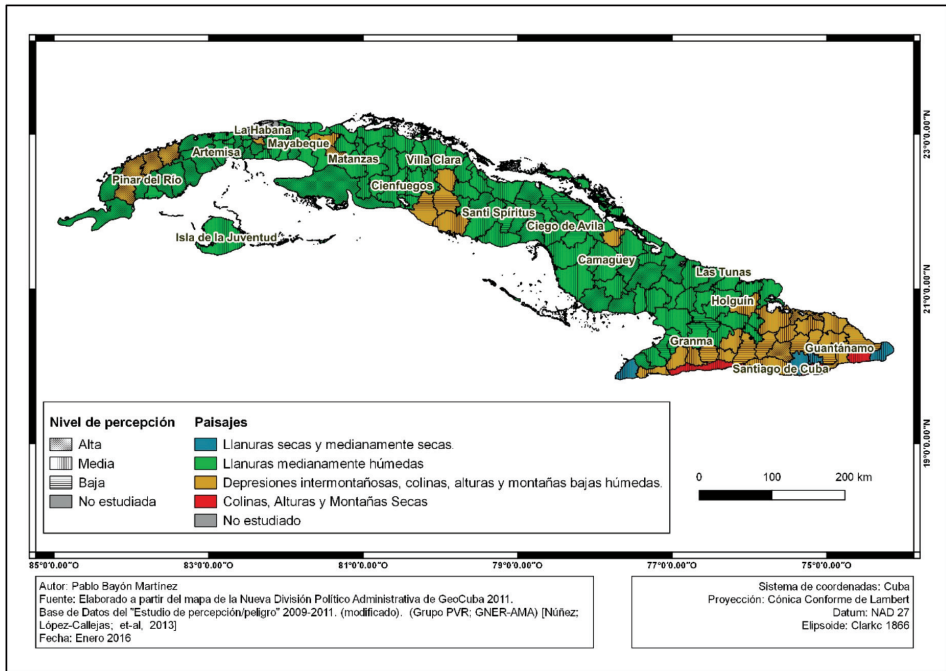 La Habana
Mayabeque
Artemisa
Matanzas
Villa Clara
Pinar del Río
Cienfuegos
Santi Spíritus
Ciego de Avila
Isla de la Juventud
Camagüey
Las Tunas
Holguín
Granma
Guantánamo
Santiago de Cuba
23°0'0.00"N
21°0'0.00"N
19°0'0.00"N
Nivel de percepción
Alta
Media
Baja
No estudiada
Paisajes
Llanuras secas y medianamente secas.
Llanuras medianamente húmedas
Depresiones intermontañosas, colinas, alturas y montañas bajas húmedas.
Colinas, Alturas y Montañas Secas
No estudiado
0 100 200 km
85°0'0.00"O 83°0'0.00"O 81°0'0.00"O 79°0'0.00"O 77°0'0.00"O 75°0'0.00"O
Autor: Pablo Bayón Martínez
Fuente: Elaborado a partir del mapa de la Nueva División Político Administrativa de GeoCuba 2011.
Base de Datos del "Estudio de percepción/peligro" 2009-2011. (modificado). (Grupo PVR; GNER-AMA) [Núñez;
López-Callejas; et-al, 2013]
Fecha: Enero 2016
Sistema de coordenadas: Cuba
Proyección: Cónica Conforme de Lambert
Datum: NAD 27
Elipsoide: Clarkc 1866